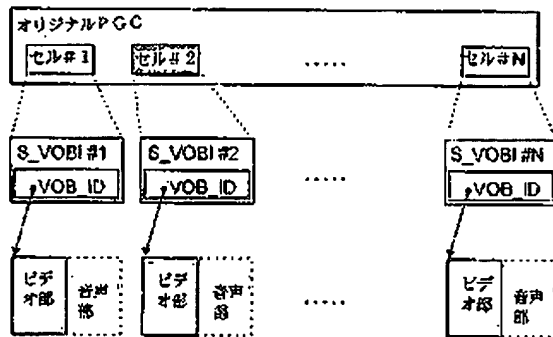 オリジナルPGC
セル#1
セル#2
.....
セル#N
S_VOBI#1
S_VOBI#2
.....
S_VOBI#N
VOB_ID
VOB_ID
VOB_ID
ビデオ部
音声部
ビデオ部
音声部
.....
ビデオ部
音声部